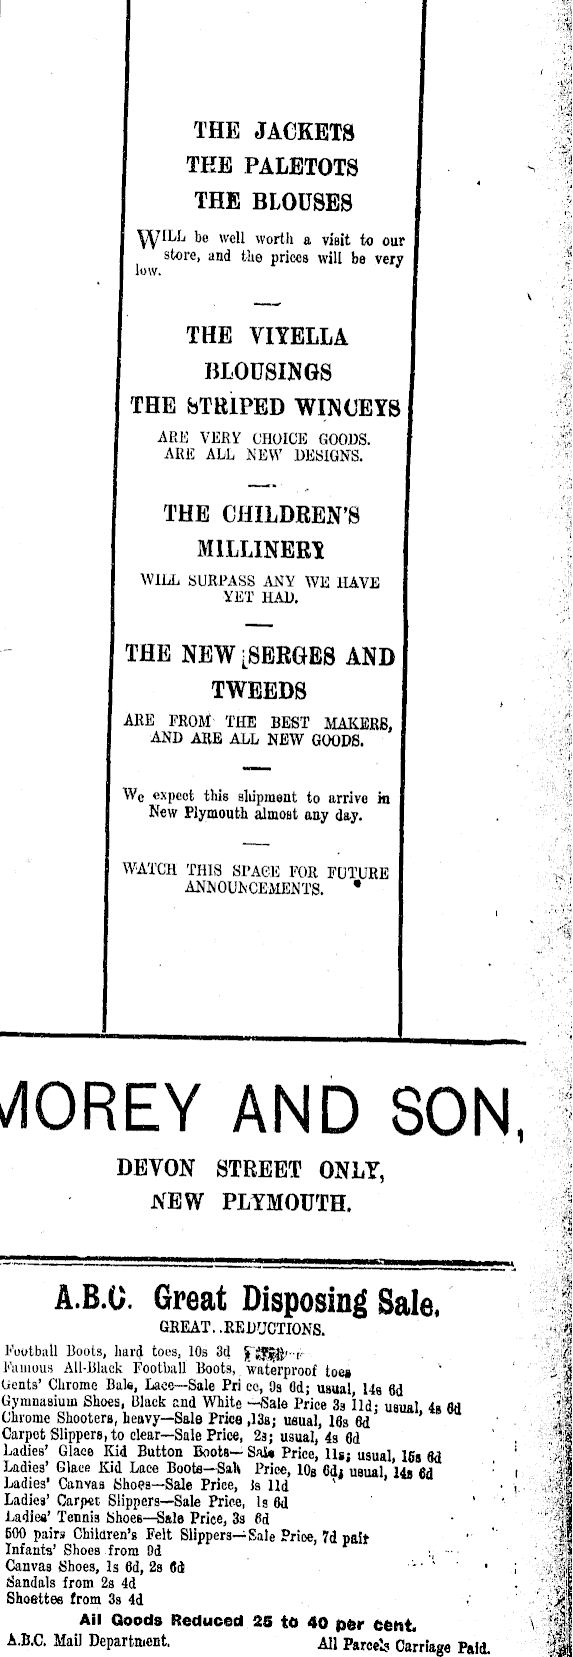 THE JACKETS
THE PALETOTS
THE BLOUSES
WILL be well worth a visit to our
store, and the prices will be very
low.
THE VIYELLA
BLOUSINGS
THE STRIPED WINCEYS
ARE VERY CHOICE GOODS.
ARE ALL NEW DESIGNS.
THE CHILDREN'S
MILLINERY
WILL SURPASS ANY WE HAVE
YET HAD.
THE NEW SERGES AND
TWEEDS
ARE FROM THE BEST MAKERS,
AND ARE ALL NEW GOODS.
We expect this shipment to arrive in
New Plymouth almost any day.
WATCH THIS SPACE FOR FUTURE
ANNOUNCEMENTS.
MOREY AND SON,
DEVON STREET ONLY,
NEW PLYMOUTH.
A.B.C. Great Disposing Sale.
GREAT..REDUCTIONS.
Football Boots, hard toes, 10s 3d
Famous All-Black Football Boots, waterproof toes
Gents' Chrome Bals, Lace—Sale Price, 9s 6d; usual, 14s 6d
Gymnasium Shoes, Black and White—Sale Price 3s 11d; usual, 4s 6d
Chrome Shooters, heavy—Sale Price, 13s; usual, 16s 6d
Carpet Slippers, to clear—Sale Price, 2s; usual, 4s 6d
Ladies' Glace Kid Button Boots—Sale Price, 11s; usual, 15s 6d
Ladies' Glace Kid Lace Boots—Sale Price, 10s 6d; usual, 14s 6d
Ladies' Canvas Shoes—Sale Price, 11d
Ladies' Carpet Slippers—Sale Price, 1s 6d
Ladies' Tennis Shoes—Sale Price, 3s 6d
500 pairs Children's Felt Slippers—Sale Price, 7d pair
Infants' Shoes from 9d
Canvas Shoes, 1s 6d, 2s 6d
Sandals from 2s 4d
Shoettes from 3s 4d
All Goods Reduced 25 to 40 per cent.
A.B.C. Mail Department. All Parcels Carriage Paid.